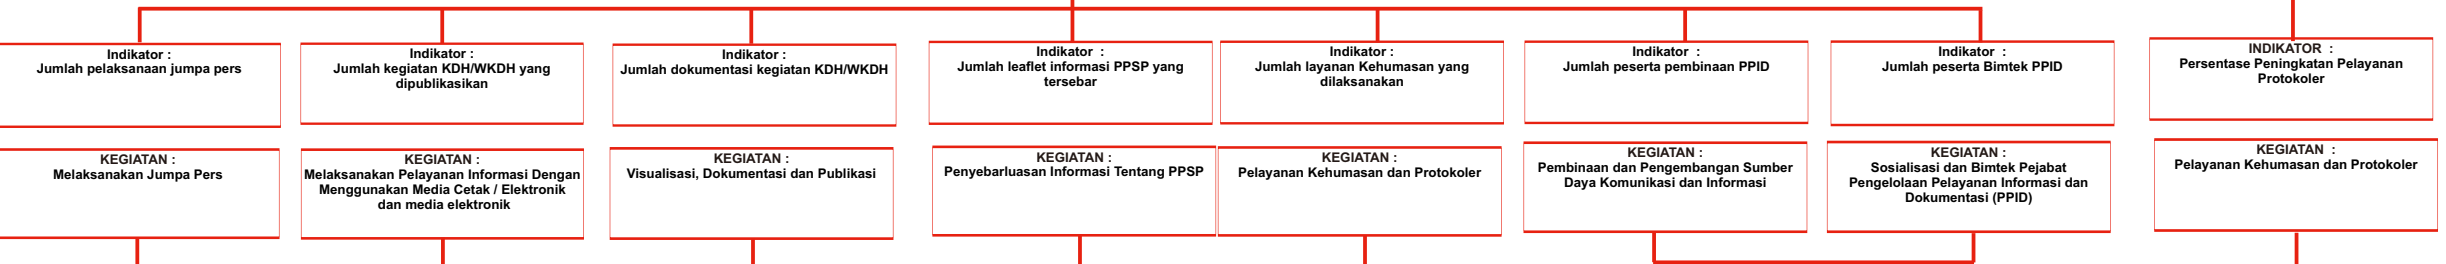 Indikator :
Jumlah pelaksanaan jumpa pers
Indikator :
Jumlah kegiatan KDH/WKDH yang
dipublikasikan
Indikator :
Jumlah dokumentasi kegiatan KDH/WKDH
Indikator :
Jumlah leaflet informasi PPSP yang
tersebar
Indikator :
Jumlah layanan Kehumasan yang
dilaksanakan
Indikator :
Jumlah peserta pembinaan PPID
Indikator :
Jumlah peserta Bimtek PPID
INDIKATOR :
Persentase Peningkatan Pelayanan
Protokoler
KEGIATAN :
Melaksanakan Jumpa Pers
KEGIATAN :
Melaksanakan Pelayanan Informasi Dengan
Menggunakan Media Cetak / Elektronik
dan media elektronik
KEGIATAN :
Visualisasi, Dokumentasi dan Publikasi
KEGIATAN :
Penyebarluasan Informasi Tentang PPSP
KEGIATAN :
Pelayanan Kehumasan dan Protokoler
KEGIATAN :
Pembinaan dan Pengembangan Sumber
Daya Komunikasi dan Informasi
KEGIATAN :
Sosialisasi dan Bimtek Pejabat
Pengelolaan Pelayanan Informasi dan
Dokumentasi (PPID)
KEGIATAN :
Pelayanan Kehumasan dan Protokoler